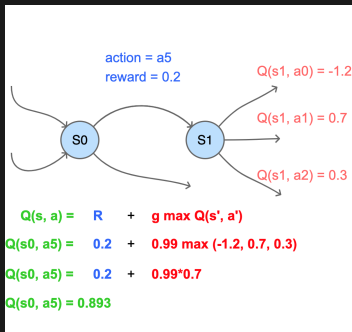 action = a5
reward = 0.2
Q(s1, a0) = -1.2
Q(s1, a1) = 0.7
S0
S1
Q(s1, a2) = 0.3
Q(s, a) = R + g max Q(s', a')
Q(s0, a5) = 0.2 + 0.99 max (-1.2, 0.7, 0.3)
Q(s0, a5) = 0.2 + 0.99*0.7
Q(s0, a5) = 0.893